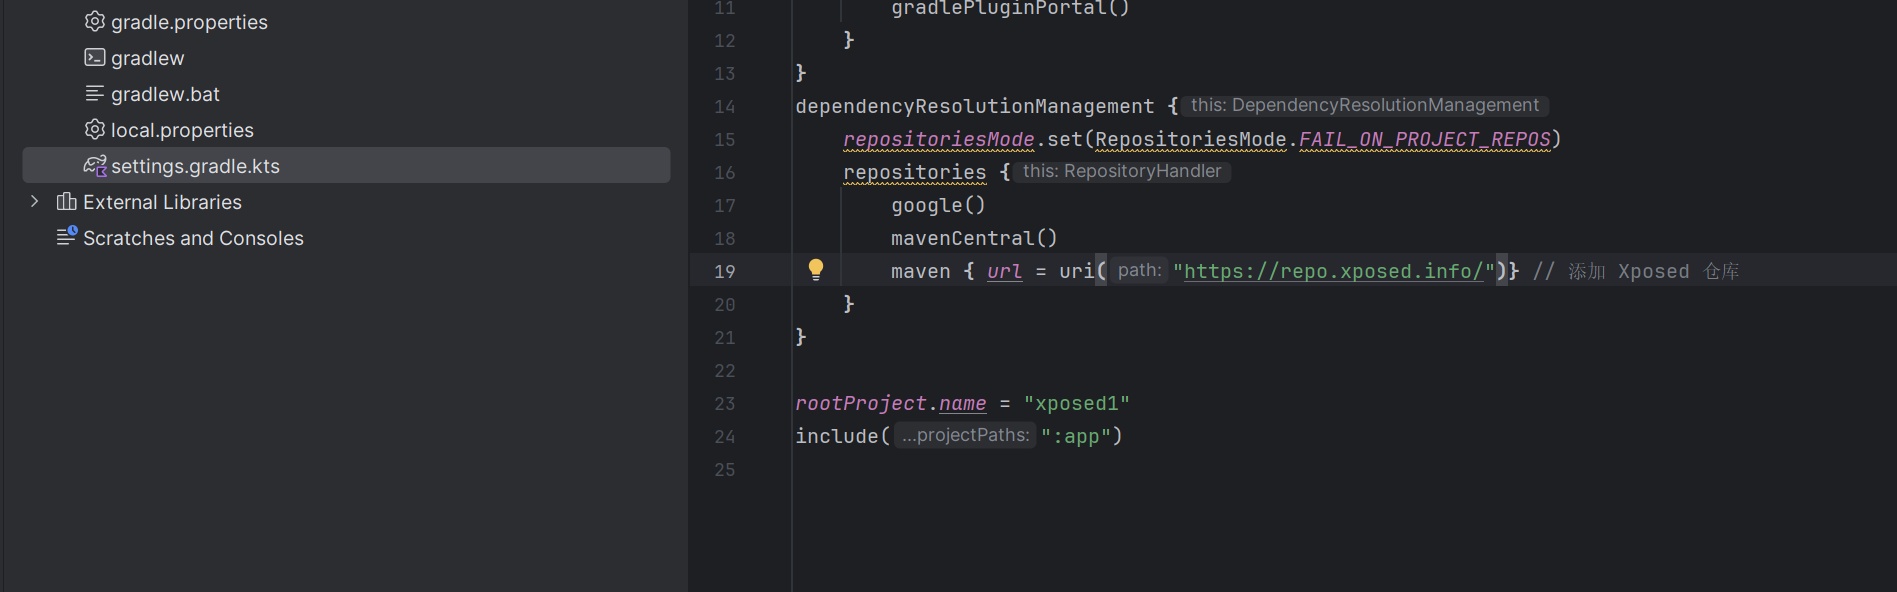 gradle.properties
gradlew
gradlew.bat
local.properties
settings.gradle.kts
External Libraries
Scratches and Consoles
11 gradlePluginPortal()
12 }
13 }
14 dependencyResolutionManagement { this: DependencyResolutionManagement
15 repositoriesMode.set(RepositoriesMode.FAIL_ON_PROJECT_REPOS)
16 repositories { this: RepositoryHandler
17 google()
18 mavenCentral()
19 maven { url = uri( path: "https://repo.xposed.info/")} // 添加 Xposed 仓库
20 }
21 }
22
23 rootProject.name = "xposed1"
24 include( ...projectPaths: ":app")
25